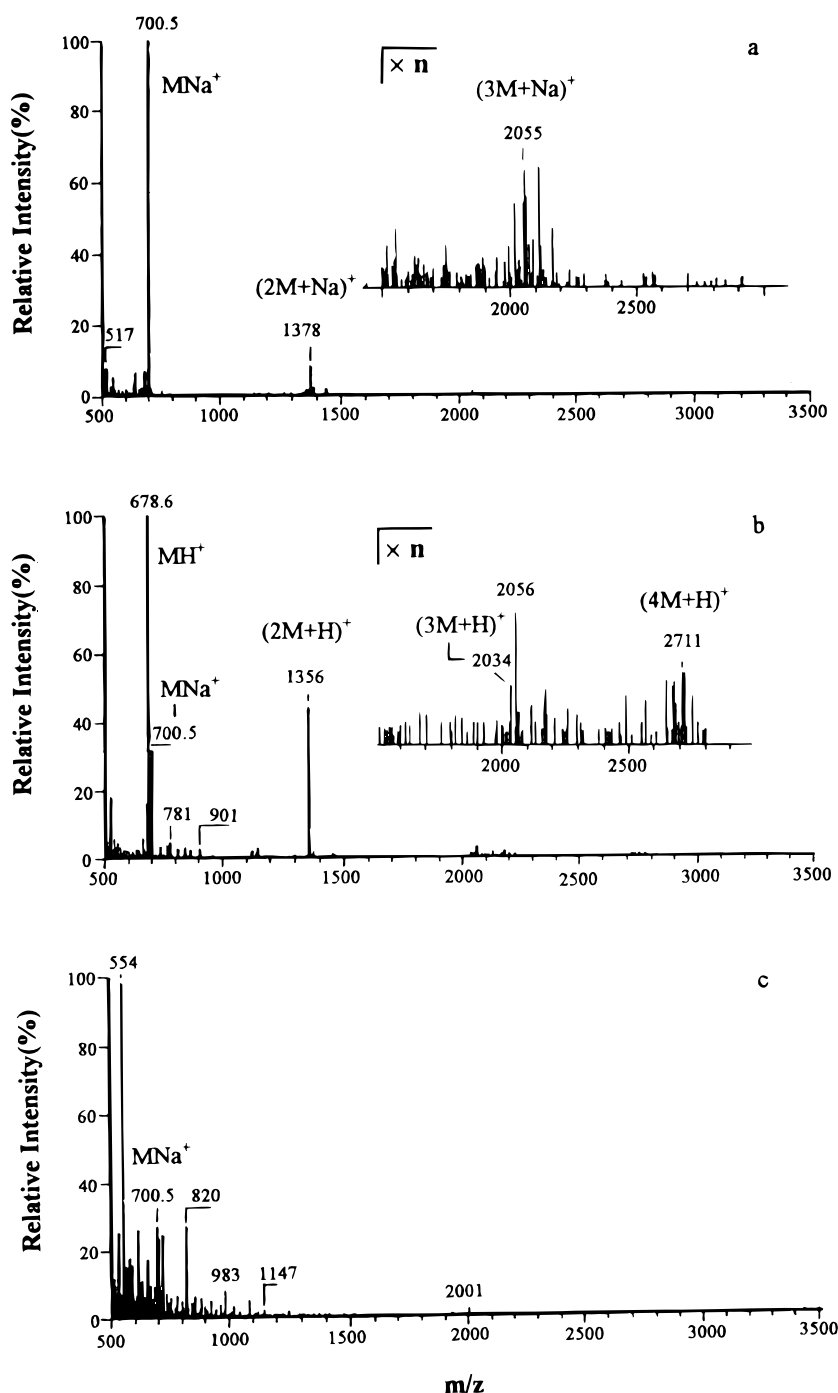 a
700.5
MNa⁺
× n
(3M+Na)⁺
2055
2000 2500
(2M+Na)⁺
1378
517
100
80
60
40
20
0
Relative Intensity(%)
500 1000 1500 2000 2500 3000 3500
b
678.6
MH⁺
MNa⁺
700.5
781
901
(2M+H)⁺
1356
× n
(3M+H)⁺
2034
2056
(4M+H)⁺
2711
2000 2500
100
80
60
40
20
0
Relative Intensity(%)
500 1000 1500 2000 2500 3000 3500
c
554
MNa⁺
700.5
820
983
1147
2001
100
80
60
40
20
0
Relative Intensity(%)
500 1000 1500 2000 2500 3000 3500
m/z